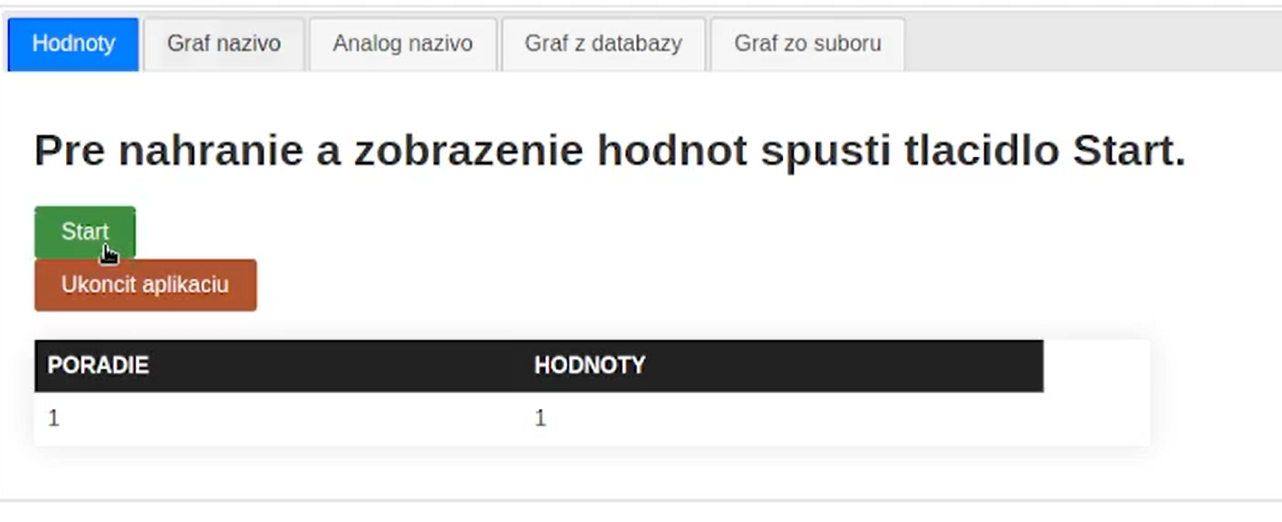 Hodnoty Graf nazivo Analog nazivo Graf z databazy Graf zo suboru
Pre nahranie a zobrazenie hodnot spusti tlacidlo Start.
Start
Ukoncit aplikaciu
PORADIE HODNOTY
1 1